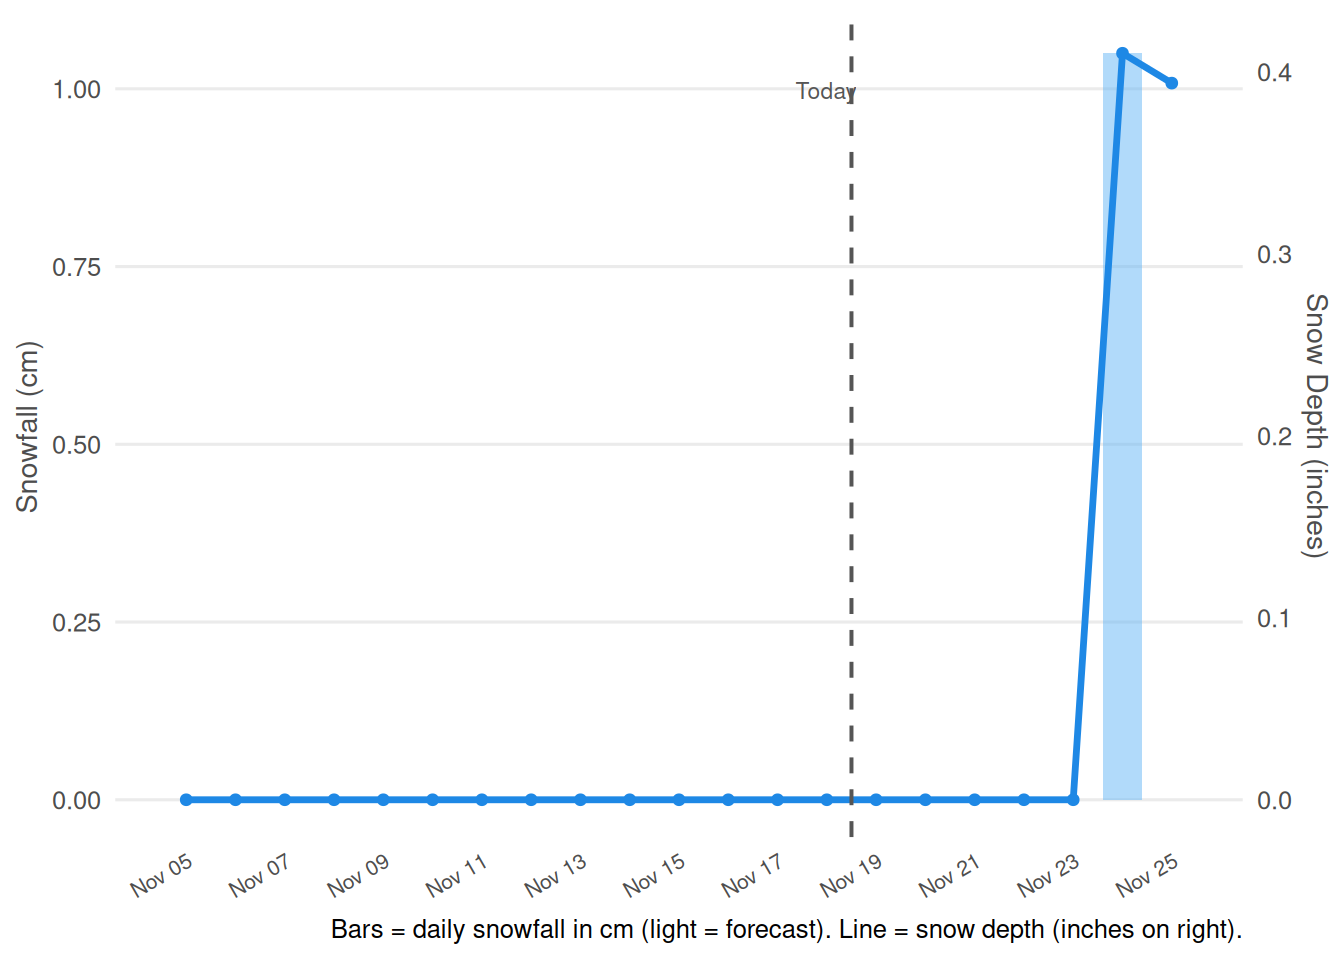 Today
1.00
0.75
0.50
0.25
0.00
Snowfall (cm)
0.4
0.3
0.2
0.1
0.0
Snow Depth (inches)
Nov 05
Nov 07
Nov 09
Nov 11
Nov 13
Nov 15
Nov 17
Nov 19
Nov 21
Nov 23
Nov 25
Bars = daily snowfall in cm (light = forecast). Line = snow depth (inches on right).